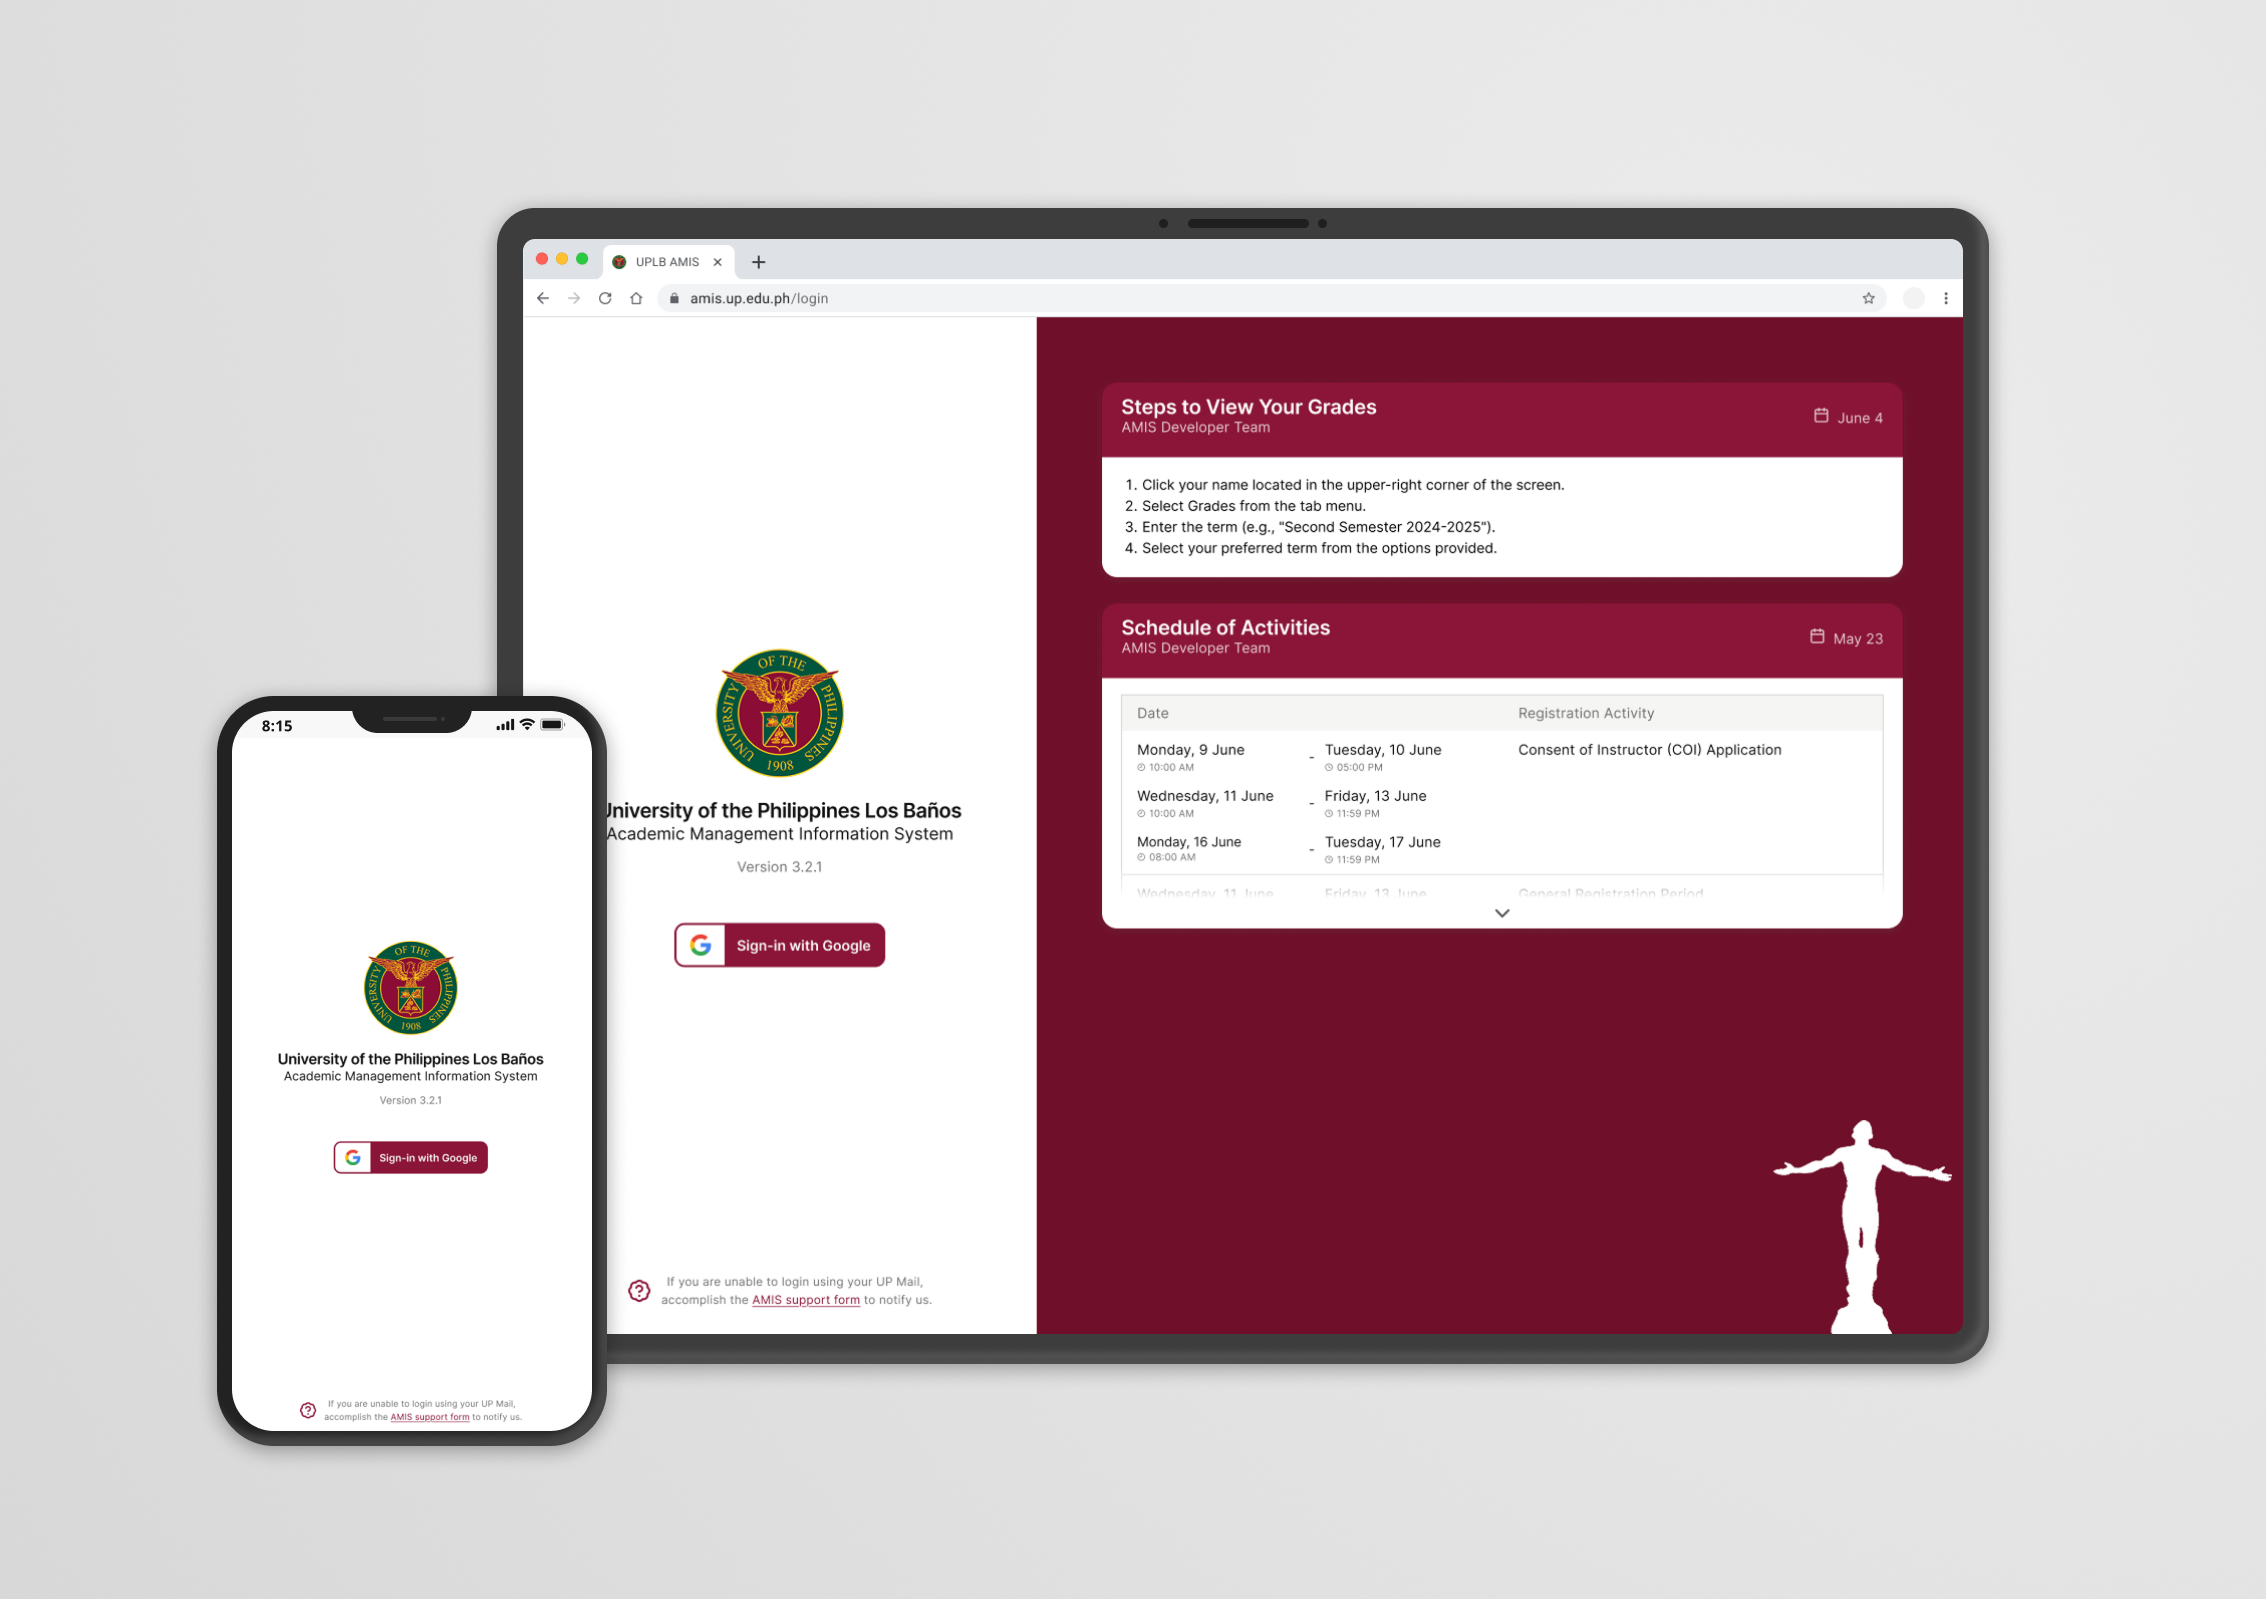 UPLB AMIS
amis.up.edu.ph/login
OF THE
UNIVERSITY
PHILIPPINES
1908
University of the Philippines Los Baños
Academic Management Information System
Version 3.2.1
Sign-in with Google
If you are unable to login using your UP Mail,
accomplish the AMIS support form to notify us.
Steps to View Your Grades
AMIS Developer Team
June 4
1. Click your name located in the upper-right corner of the screen.
2. Select Grades from the tab menu.
3. Enter the term (e.g., "Second Semester 2024-2025").
4. Select your preferred term from the options provided.
Schedule of Activities
AMIS Developer Team
May 23
Date Registration Activity
Monday, 9 June - Tuesday, 10 June Consent of Instructor (COI) Application
10:00 AM 05:00 PM
Wednesday, 11 June - Friday, 13 June
10:00 AM 11:59 PM
Monday, 16 June - Tuesday, 17 June
08:00 AM 11:59 PM
Wednesday, 11 June Friday, 13 June General Registration Period
8:15
OF THE
UNIVERSITY
PHILIPPINES
1908
University of the Philippines Los Baños
Academic Management Information System
Version 3.2.1
Sign-in with Google
If you are unable to login using your UP Mail,
accomplish the AMIS support form to notify us.